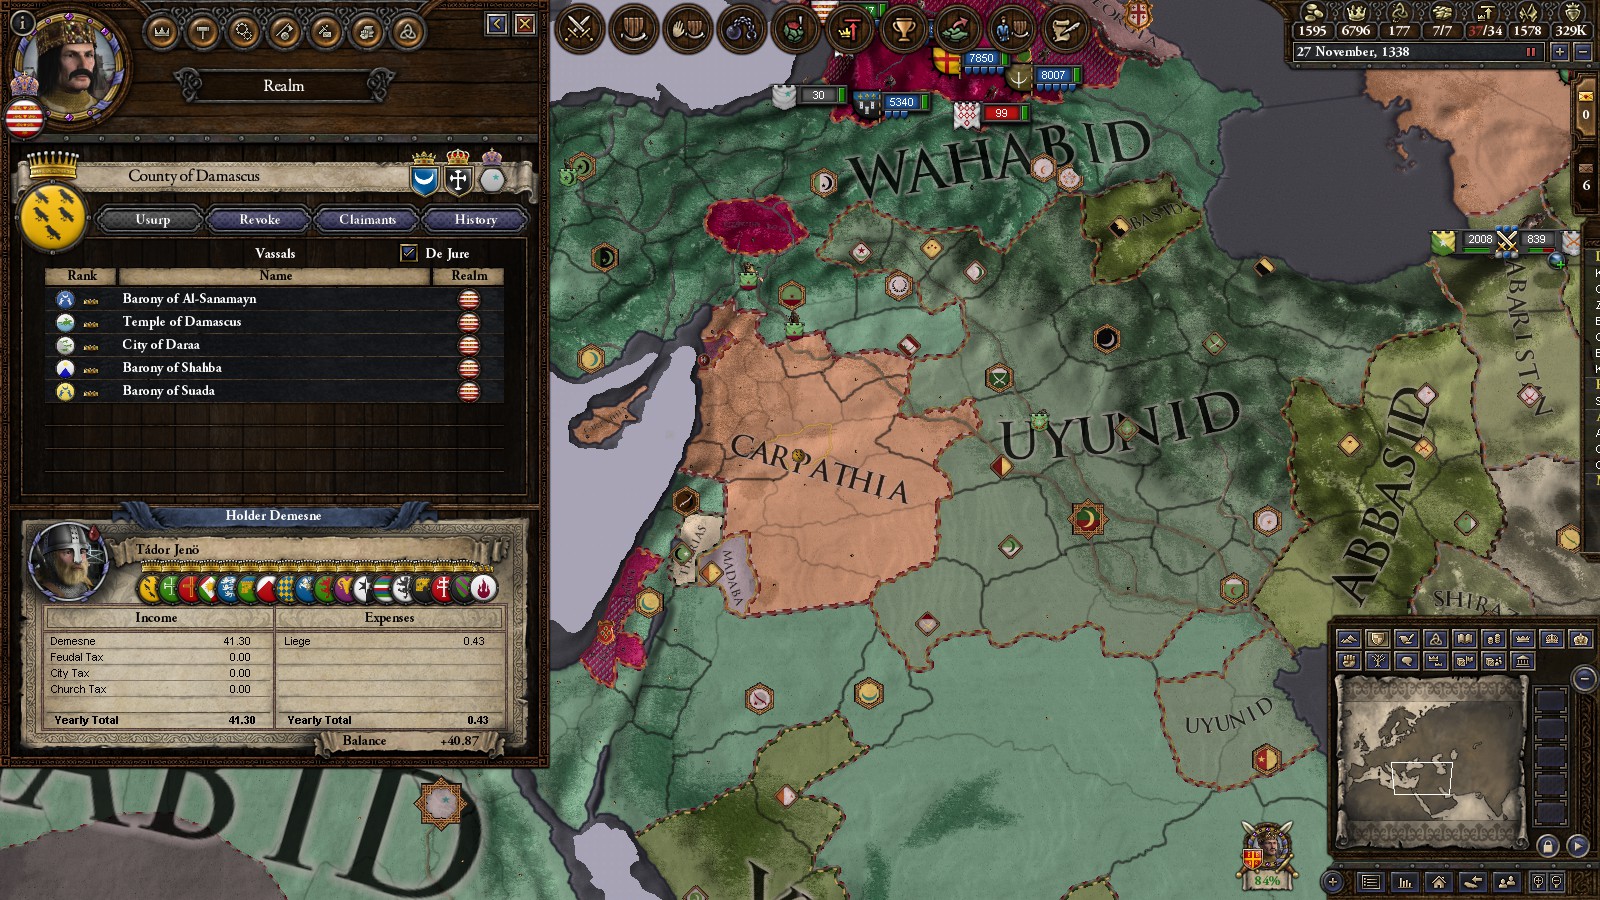 Realm
County of Damascus
Usurp Revoke Claimants History
Vassals De Jure
Rank Name Realm
Barony of Al-Sanamayn
Temple of Damascus
City of Daraa
Barony of Shahba
Barony of Suada
Holder Demesne
Tádor Jenö
Income Expenses
Demesne 41.30 Liege 0.43
Feudal Tax 0.00
City Tax 0.00
Church Tax 0.00
Yearly Total 41.30 Yearly Total 0.43
Balance +40.87
1595 6796 177 7/7 37/34 1578 329K
27 November, 1338
0
6
7850
8007
30
5340
99
2008 839
WAHABID
BASID
UYUNID
CARPATHIA
ABBASID
TABARISTAN
SHIRAZ
MADABA
UYUNID
ABID
K
84%